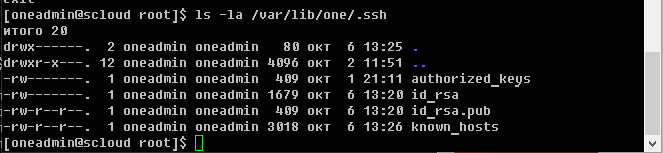 exit
[oneadmin@scloud root]$ ls -la /var/lib/one/.ssh
итого 20
drwx------. 2 oneadmin oneadmin 80 окт 6 13:25 .
drwxr-x---. 12 oneadmin oneadmin 4096 окт 2 11:51 ..
-rw-------. 1 oneadmin oneadmin 409 окт 1 21:11 authorized_keys
-rw-------. 1 oneadmin oneadmin 1679 окт 6 13:20 id_rsa
-rw-r--r--. 1 oneadmin oneadmin 409 окт 6 13:20 id_rsa.pub
-rw-r--r--. 1 oneadmin oneadmin 3018 окт 6 13:26 known_hosts
[oneadmin@scloud root]$